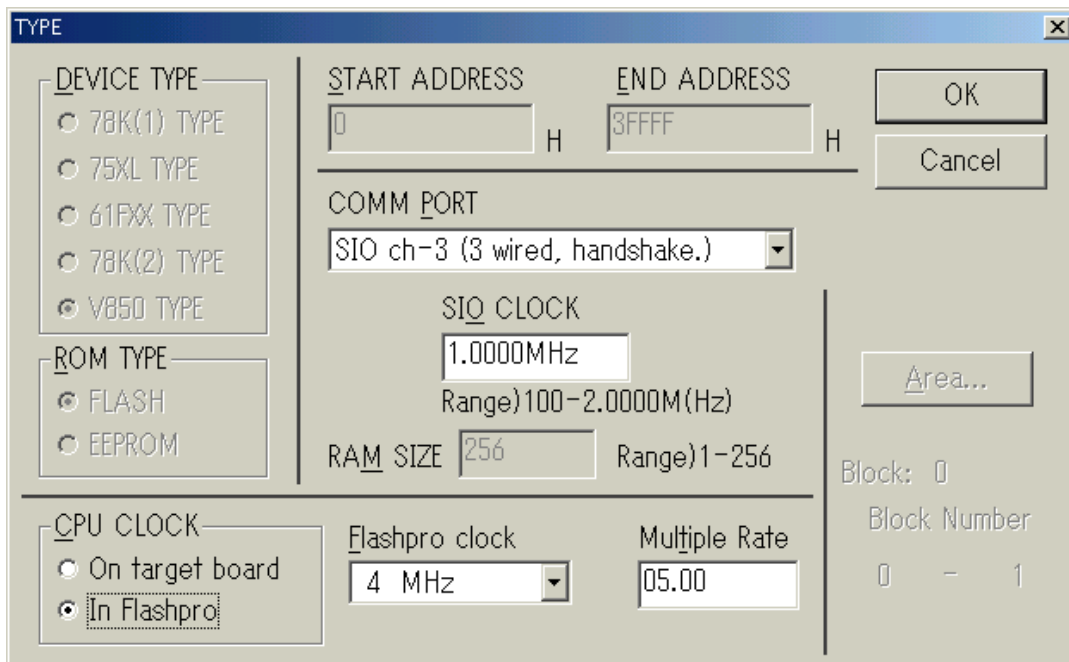 TYPE
DEVICE TYPE
78K(1) TYPE
75XL TYPE
61FXX TYPE
78K(2) TYPE
V850 TYPE
ROM TYPE
FLASH
EEPROM
START ADDRESS
0 H
END ADDRESS
3FFFF H
OK
Cancel
COMM PORT
SIO ch-3 (3 wired, handshake.)
SIO CLOCK
1.0000MHz
Range)100-2.0000M(Hz)
RAM SIZE 256 Range)1-256
Area...
Block: 0
Block Number
0 - 1
CPU CLOCK
On target board
In Flashpro
Flashpro clock
4 MHz
Multiple Rate
05.00